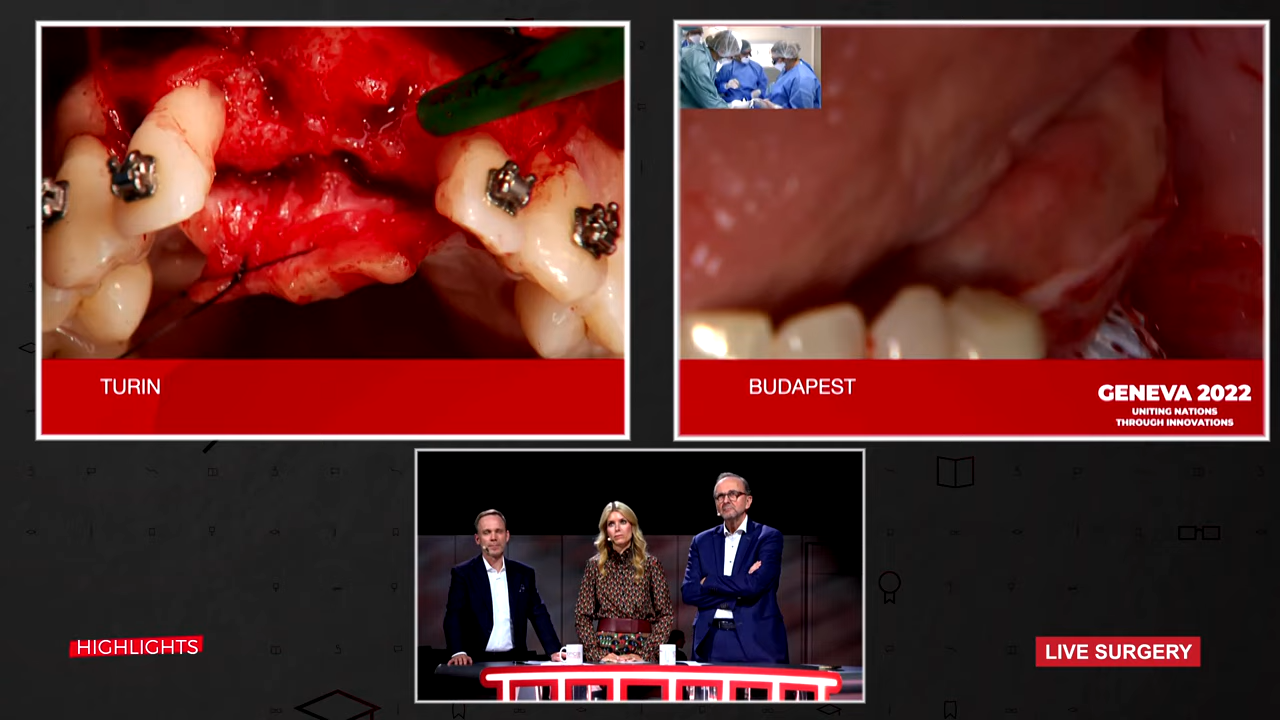 TURIN
BUDAPEST
GENEVA 2022
UNITING NATIONS
THROUGH INNOVATIONS
HIGHLIGHTS
LIVE SURGERY